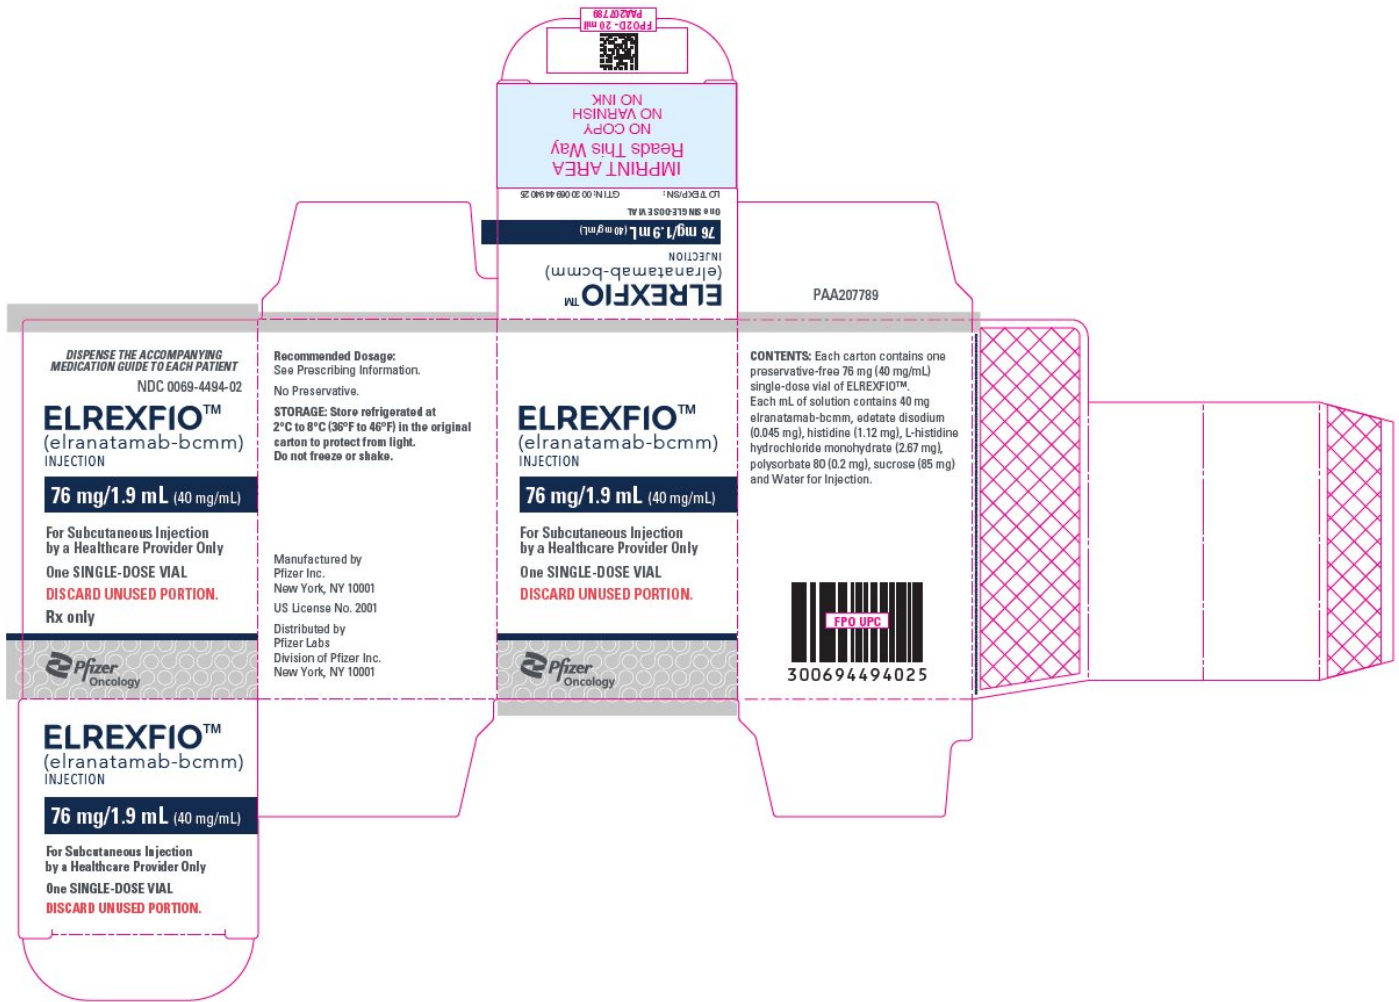 FPO2D - 20 mil
PAA207789
IMPRINT AREA
Reads This Way
NO COPY
NO VARNISH
NO INK
ELREXFIO™
(elranatamab-bcmm)
INJECTION
76 mg/1.9 mL (40 mg/mL)
One SINGLE-DOSE VIAL
LOT/EXP/SN: GTIN: 00300694494025
PAA207789
DISPENSE THE ACCOMPANYING
MEDICATION GUIDE TO EACH PATIENT
NDC 0069-4494-02
ELREXFIO™
(elranatamab-bcmm)
INJECTION
76 mg/1.9 mL (40 mg/mL)
For Subcutaneous Injection
by a Healthcare Provider Only
One SINGLE-DOSE VIAL
DISCARD UNUSED PORTION.
Rx only
Pfizer
Oncology
Recommended Dosage:
See Prescribing Information.
No Preservative.
STORAGE: Store refrigerated at
2°C to 8°C (36°F to 46°F) in the original
carton to protect from light.
Do not freeze or shake.
Manufactured by
Pfizer Inc.
New York, NY 10001
US License No. 2001
Distributed by
Pfizer Labs
Division of Pfizer Inc.
New York, NY 10001
ELREXFIO™
(elranatamab-bcmm)
INJECTION
76 mg/1.9 mL (40 mg/mL)
For Subcutaneous Injection
by a Healthcare Provider Only
One SINGLE-DOSE VIAL
DISCARD UNUSED PORTION.
Pfizer
Oncology
CONTENTS: Each carton contains one
preservative-free 76 mg (40 mg/mL)
single-dose vial of ELREXFIO™.
Each mL of solution contains 40 mg
elranatamab-bcmm, edetate disodium
(0.045 mg), histidine (1.12 mg), L-histidine
hydrochloride monohydrate (2.67 mg),
polysorbate 80 (0.2 mg), sucrose (85 mg)
and Water for Injection.
FPO UPC
300694494025
ELREXFIO™
(elranatamab-bcmm)
INJECTION
76 mg/1.9 mL (40 mg/mL)
For Subcutaneous Injection
by a Healthcare Provider Only
One SINGLE-DOSE VIAL
DISCARD UNUSED PORTION.